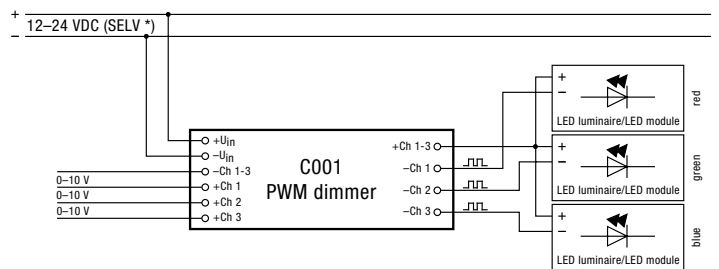 +
12–24 VDC (SELV *)
–
+
–
LED luminaire/LED module
red
+Uin
–Uin
–Ch 1-3
+Ch 1
+Ch 2
+Ch 3
0–10 V
0–10 V
0–10 V
C001
PWM dimmer
+Ch 1-3
–Ch 1
–Ch 2
–Ch 3
+
–
LED luminaire/LED module
green
+
–
LED luminaire/LED module
blue